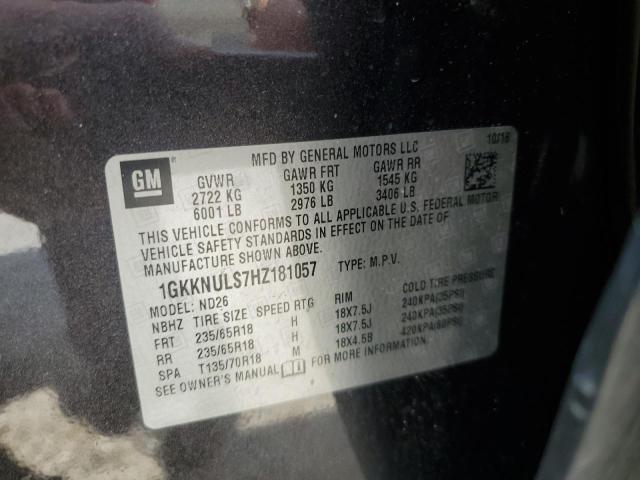 MFD BY GENERAL MOTORS LLC 10/16
GM
GVWR GAWR FRT GAWR RR
2722 KG 1350 KG 1545 KG
6001 LB 2976 LB 3406 LB
THIS VEHICLE CONFORMS TO ALL APPLICABLE U.S. FEDERAL MOTOR
VEHICLE SAFETY STANDARDS IN EFFECT ON THE DATE OF
MANUFACTURE SHOWN ABOVE.
1GKKNULS7HZ181057 TYPE: M.P.V.
MODEL: ND26
NBHZ TIRE SIZE SPEED RTG RIM COLD TIRE PRESSURE
FRT 235/65R18 H 18X7.5J 240KPA(35PSI)
RR 235/65R18 H 18X7.5J 240KPA(35PSI)
SPA T135/70R18 M 18X4.5B 420KPA(60PSI)
SEE OWNER'S MANUAL FOR MORE INFORMATION.